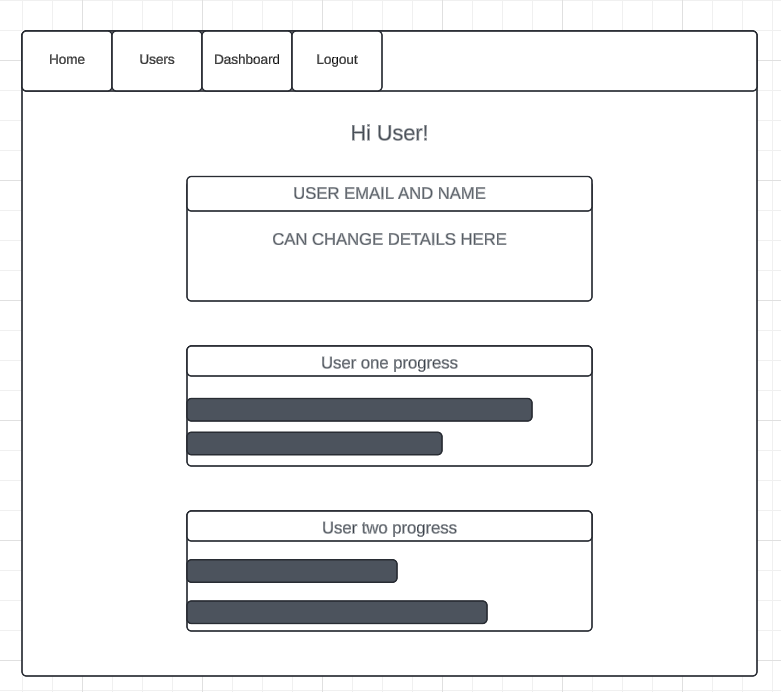 Home Users Dashboard Logout
Hi User!
USER EMAIL AND NAME
CAN CHANGE DETAILS HERE
User one progress
User two progress